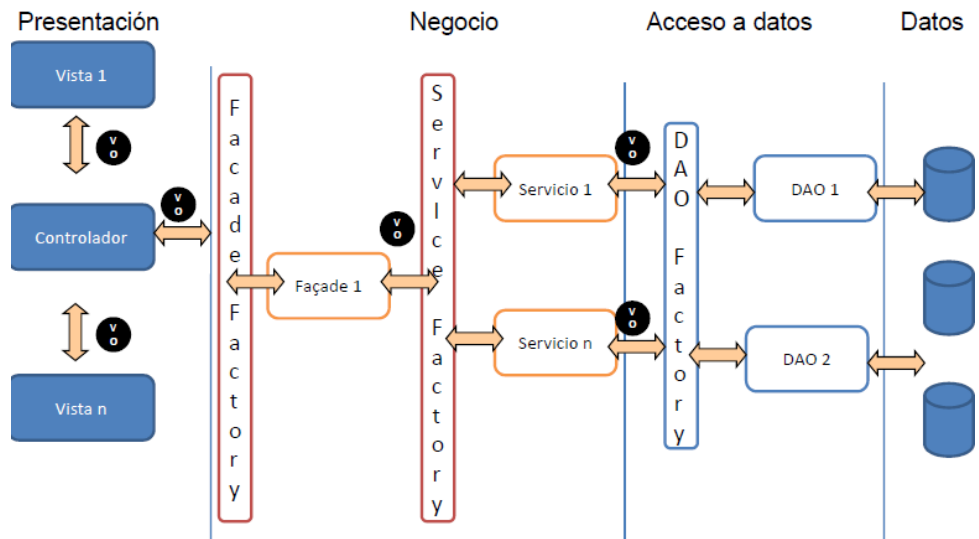 Presentación
Negocio
Acceso a datos
Datos
Vista 1
vo
Controlador
vo
vo
Vista n
Facade Factory
Façade 1
vo
Service Factory
Servicio 1
vo
Servicio n
vo
DAO Factory
DAO 1
DAO 2